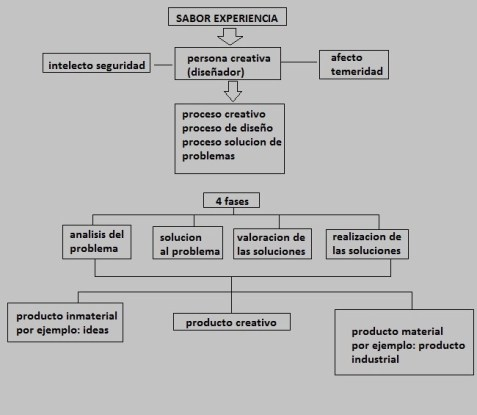 SABOR EXPERIENCIA
intelecto seguridad
persona creativa
(diseñador)
afecto
temeridad
proceso creativo
proceso de diseño
proceso solucion de
problemas
4 fases
analisis del
problema
solucion
al problema
valoracion de
las soluciones
realizacion de
las soluciones
producto inmaterial
por ejemplo: ideas
producto creativo
producto material
por ejemplo: producto
industrial